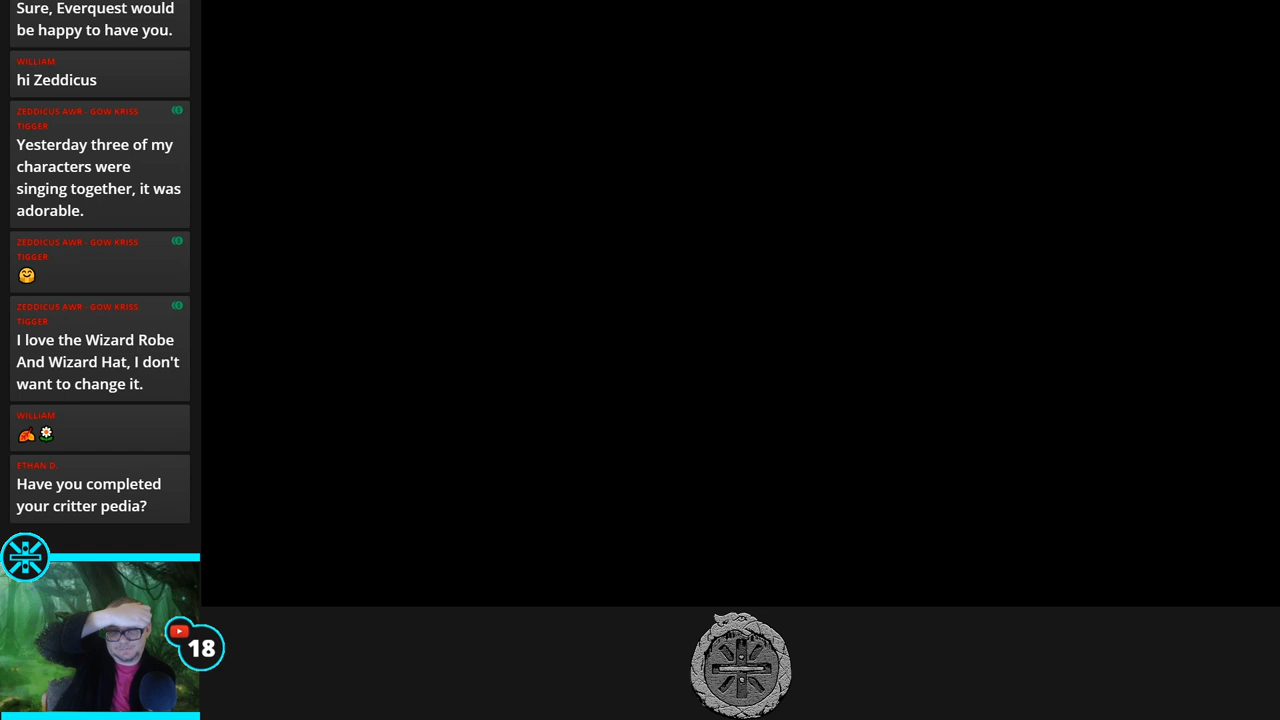 Sure, Everquest would
be happy to have you.
WILLIAM
hi Zeddicus
ZEDDICUS AWR - GOW KRISS
TIGGER
Yesterday three of my
characters were
singing together, it was
adorable.
ZEDDICUS AWR - GOW KRISS
TIGGER
🤗
ZEDDICUS AWR - GOW KRISS
TIGGER
I love the Wizard Robe
And Wizard Hat, I don't
want to change it.
WILLIAM
🍂🌼
ETHAN D.
Have you completed
your critter pedia?
18